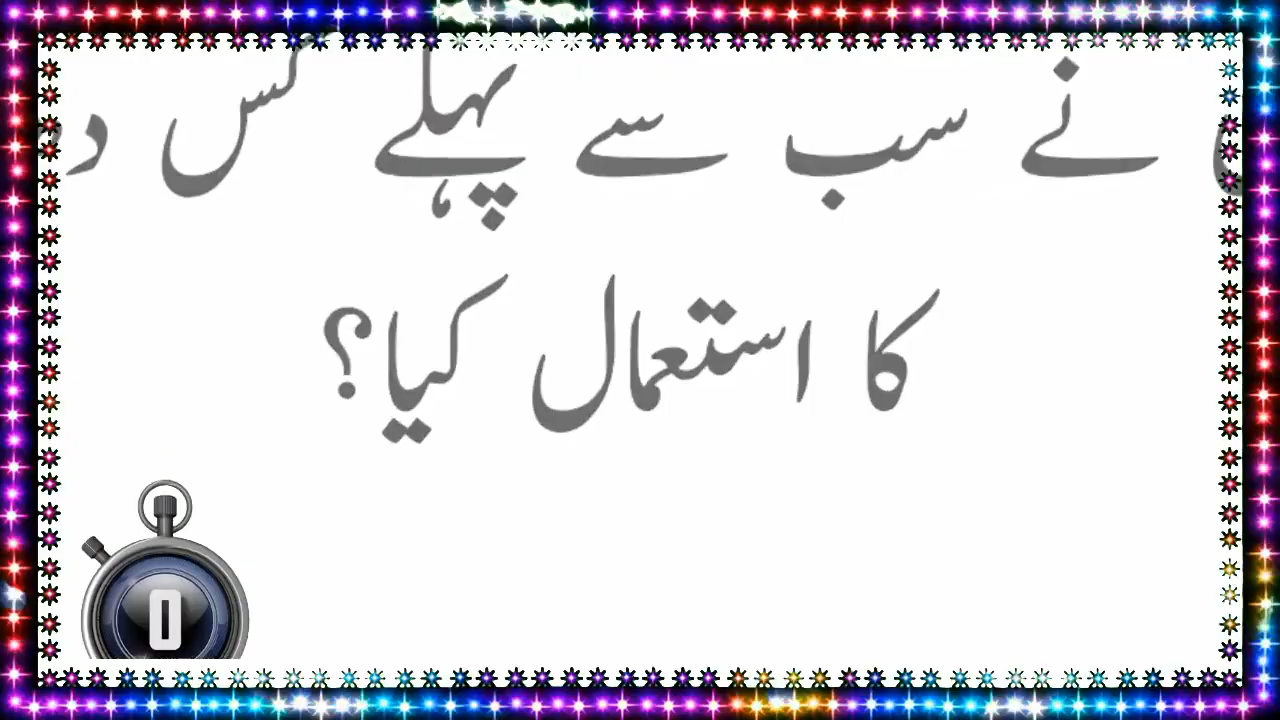 نے سب سے پہلے کس
کا استعمال کیا؟
0